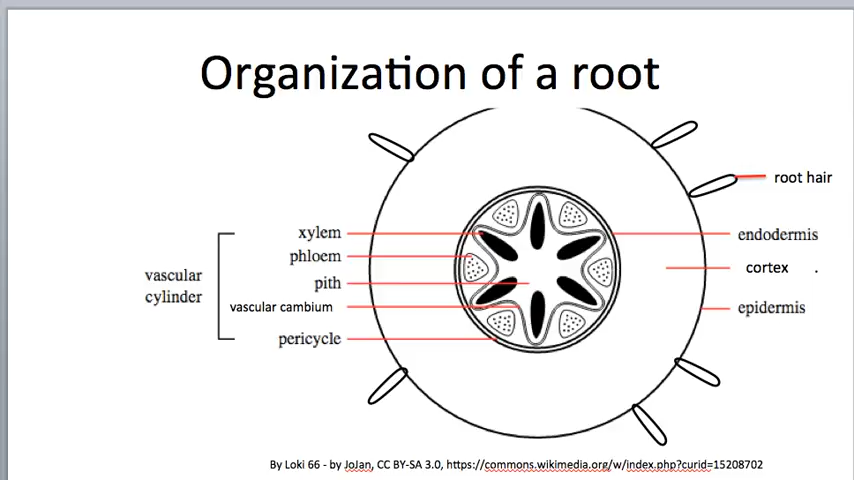 Organization of a root
root hair
xylem
endodermis
phloem
cortex .
vascular
cylinder
pith
vascular cambium
epidermis
pericycle
By Loki 66 - by JoJan, CC BY-SA 3.0, https://commons.wikimedia.org/w/index.php?curid=15208702